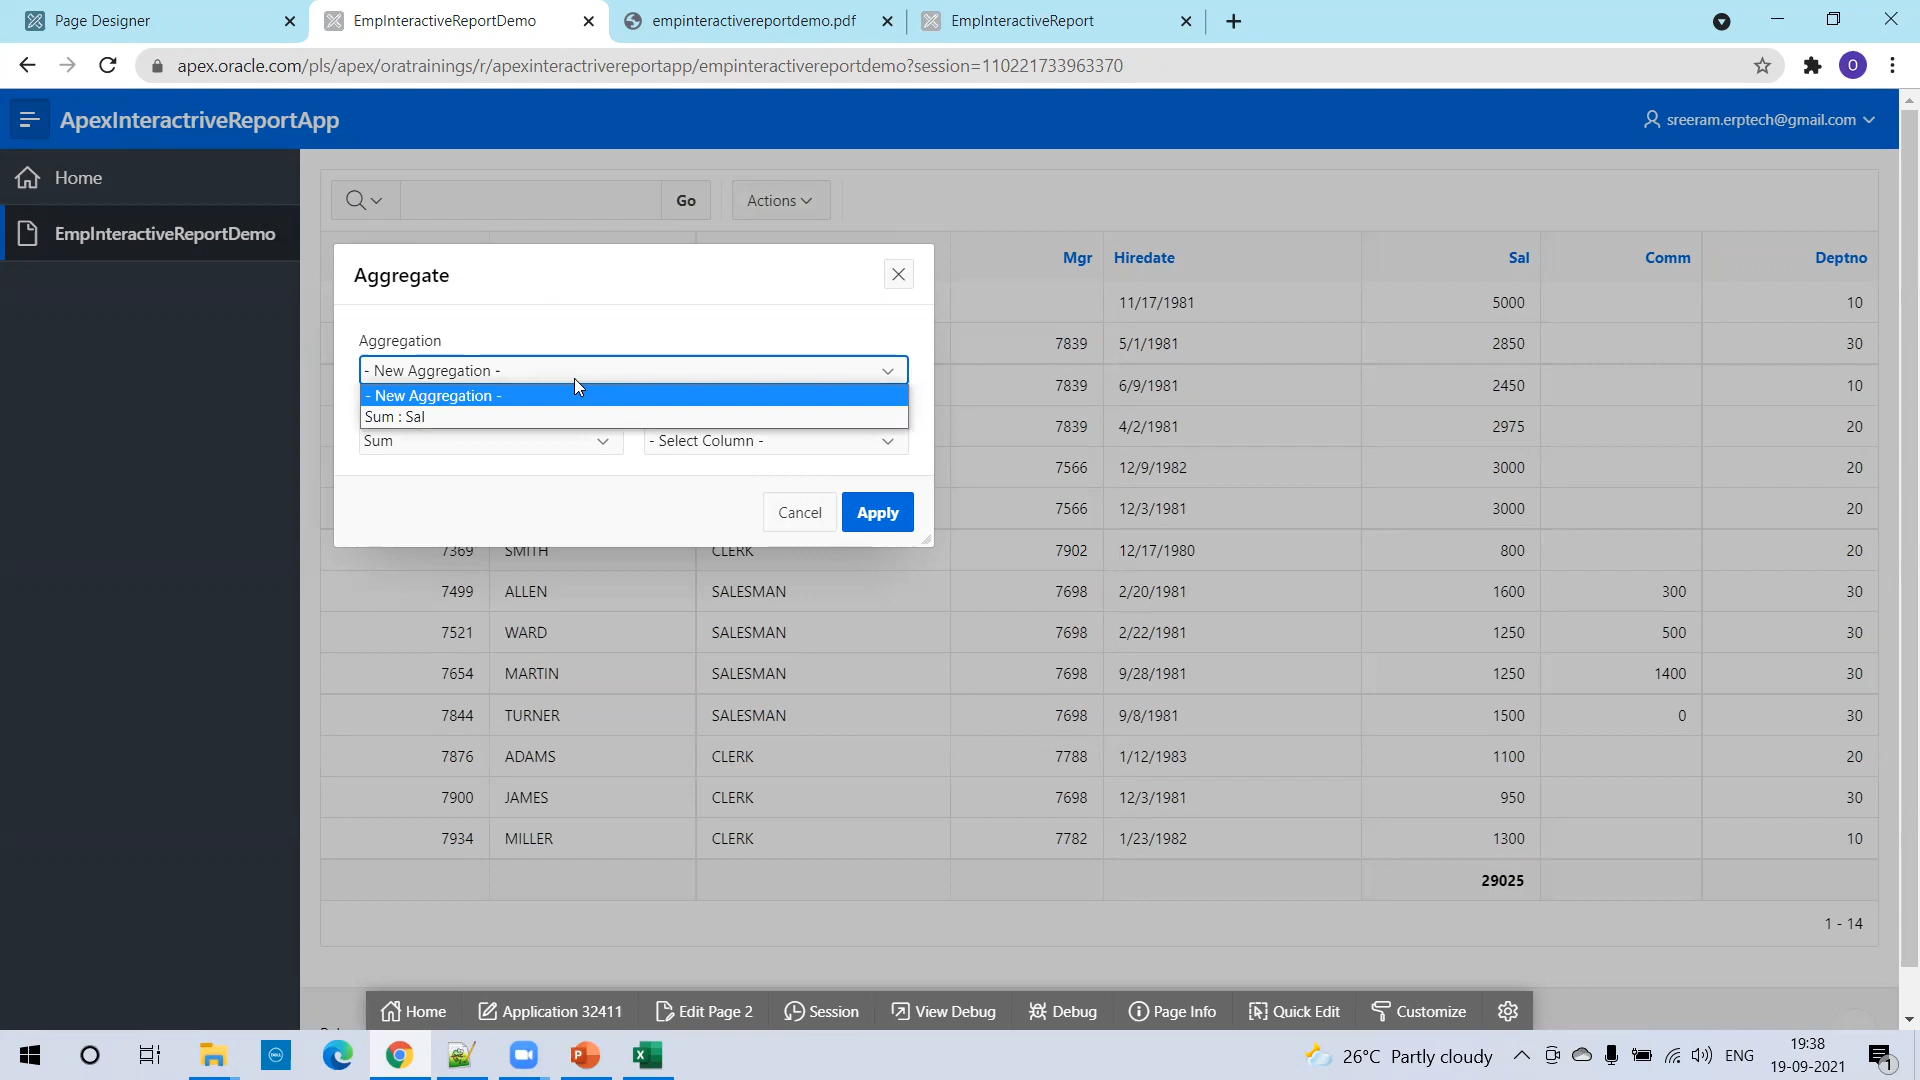 Page Designer
EmpInteractiveReportDemo
empinteractivereportdemo.pdf
EmpInteractiveReport
apex.oracle.com/pls/apex/oratrainings/r/apexinteractrivereportapp/empinteractivereportdemo?session=110221733963370
O
ApexInteractriveReportApp
sreeram.erptech@gmail.com
Home
EmpInteractiveReportDemo
Go
Actions
Mgr Hiredate Sal Comm Deptno
11/17/1981 5000 10
7839 5/1/1981 2850 30
7839 6/9/1981 2450 10
7839 4/2/1981 2975 20
7566 12/9/1982 3000 20
7566 12/3/1981 3000 20
Aggregate
Aggregation
- New Aggregation -
- New Aggregation -
Sum : Sal
Sum
- Select Column -
Cancel
Apply
7369 SMITH CLERK 7902 12/17/1980 800 20
7499 ALLEN SALESMAN 7698 2/20/1981 1600 300 30
7521 WARD SALESMAN 7698 2/22/1981 1250 500 30
7654 MARTIN SALESMAN 7698 9/28/1981 1250 1400 30
7844 TURNER SALESMAN 7698 9/8/1981 1500 0 30
7876 ADAMS CLERK 7788 1/12/1983 1100 20
7900 JAMES CLERK 7698 12/3/1981 950 30
7934 MILLER CLERK 7782 1/23/1982 1300 10
29025
1 - 14
Home
Application 32411
Edit Page 2
Session
View Debug
Debug
Page Info
Quick Edit
Customize
26°C Partly cloudy
ENG
19:38
19-09-2021
1